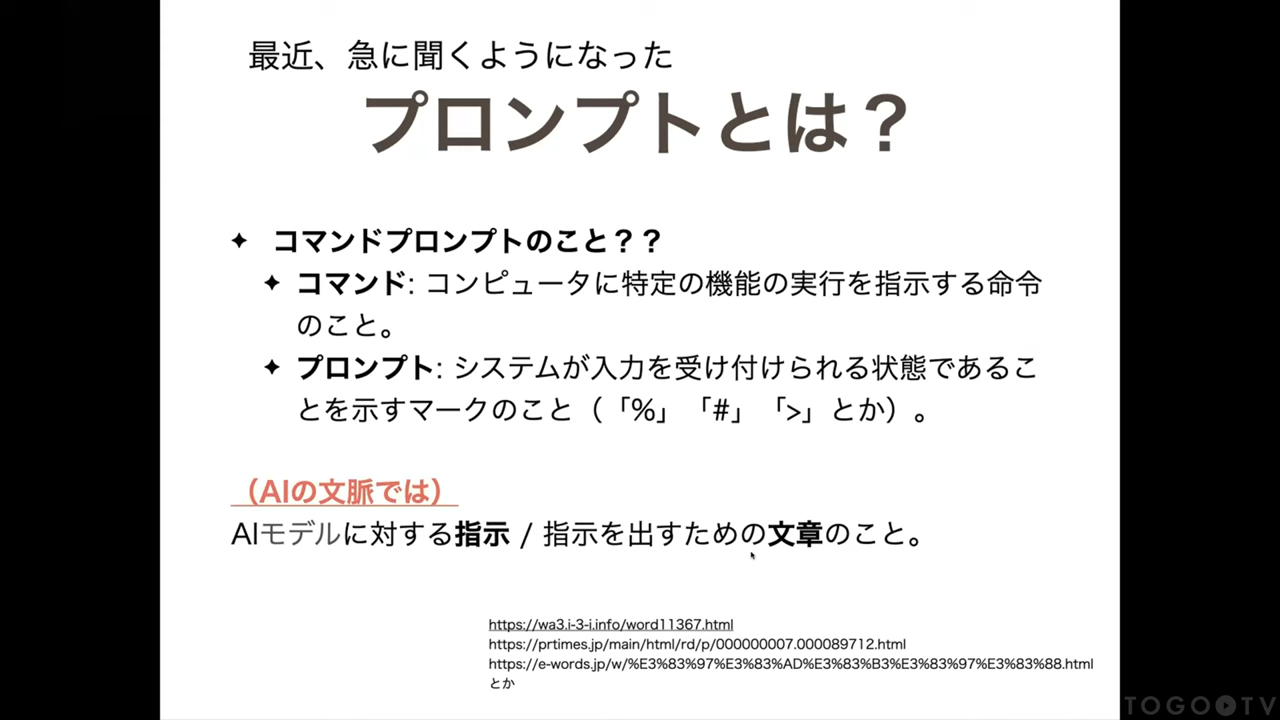 最近、急に聞くようになった
プロンプトとは？
✦ コマンドプロンプトのこと？？
✦ コマンド: コンピュータに特定の機能の実行を指示する命令
のこと。
✦ プロンプト: システムが入力を受け付けられる状態であるこ
とを示すマークのこと（「%」「#」「>」とか）。
（AIの文脈では）
AIモデルに対する指示 / 指示を出すための文章のこと。
https://wa3.i-3-i.info/word11367.html
https://prtimes.jp/main/html/rd/p/000000007.000089712.html
https://e-words.jp/w/%E3%83%97%E3%83%AD%E3%83%B3%E3%83%97%E3%83%88.html
とか
TOGO TV